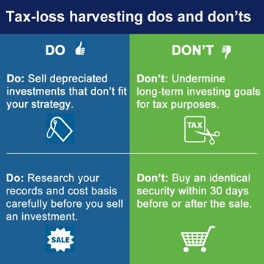 Tax-loss harvesting dos and don'ts
DO
DON'T
Do: Sell depreciated
investments that don't fit
your strategy.
Don't: Undermine
long-term investing goals
for tax purposes.
TAX
Do: Research your
records and cost basis
carefully before you sell
an investment.
SALE
Don't: Buy an identical
security within 30 days
before or after the sale.